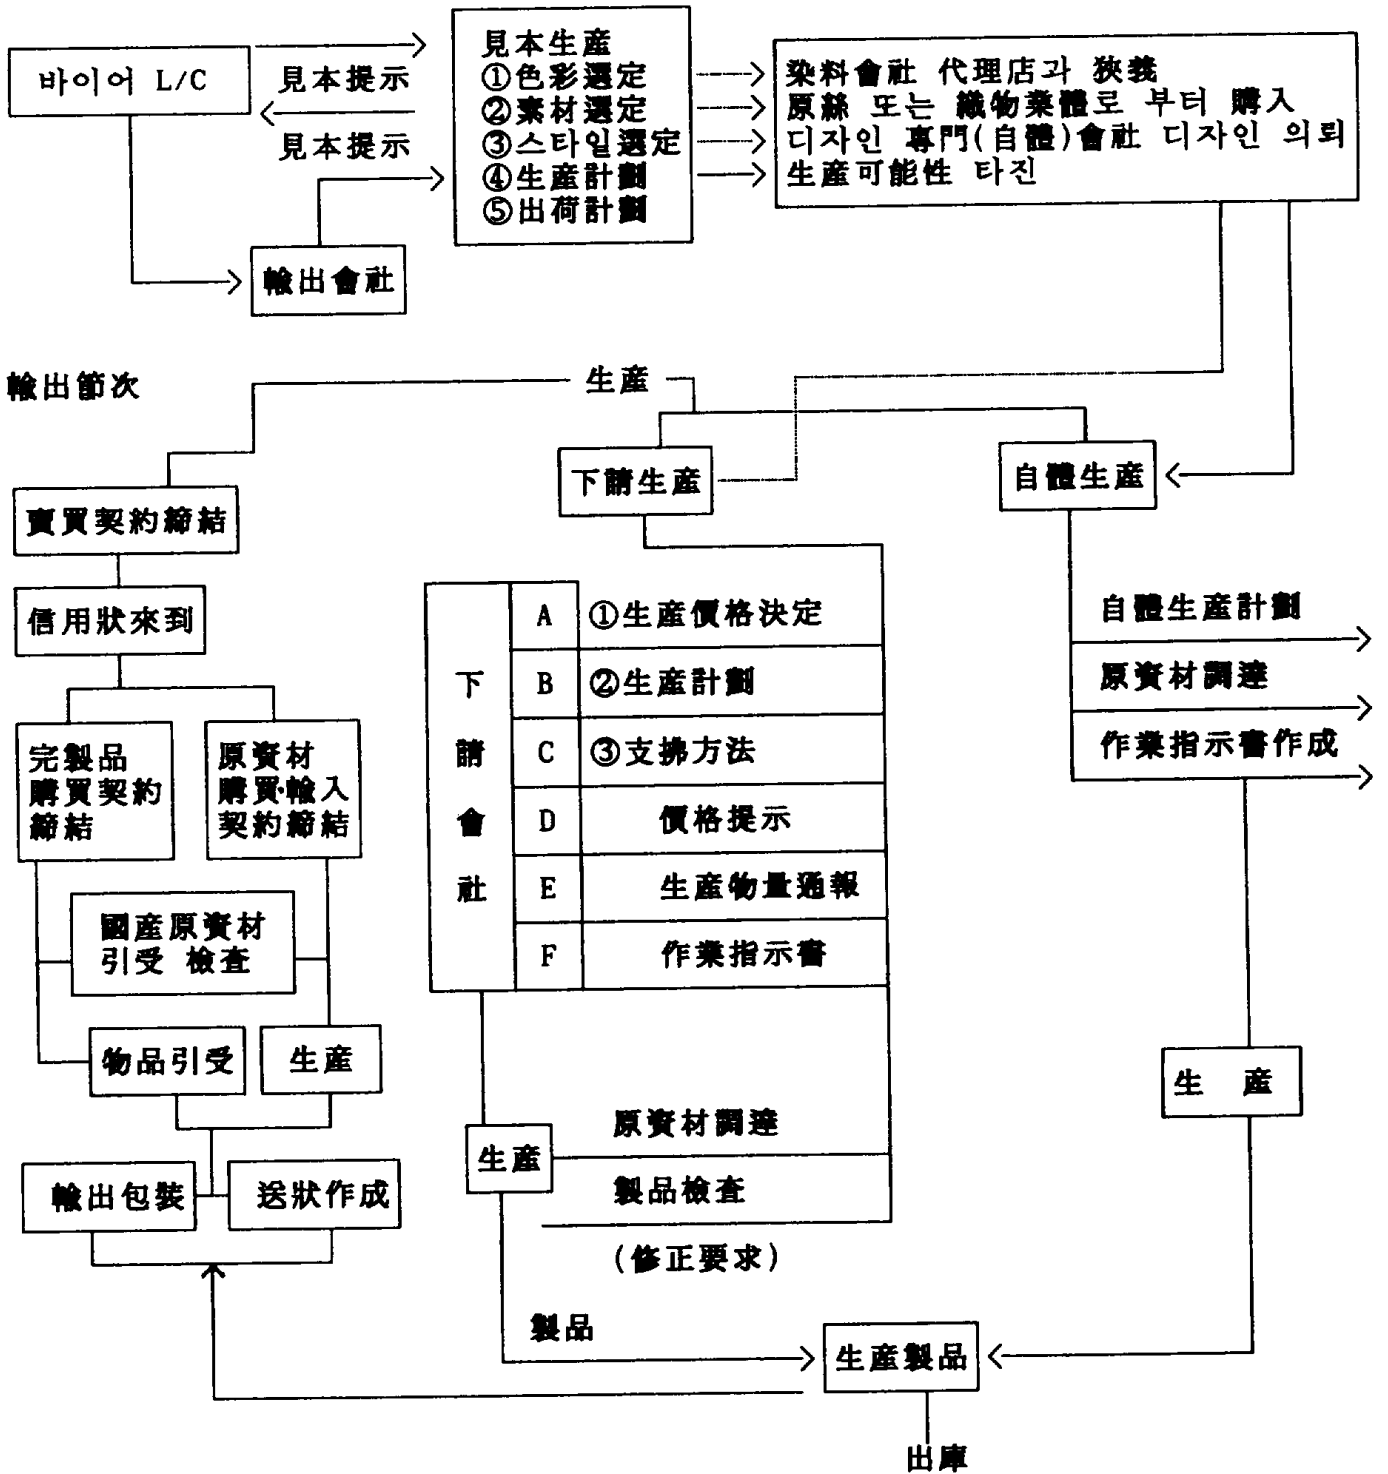 바이어 L/C
見本提示
見本提示
輸出會社
見本生産
①色彩選定
②素材選定
③스타일選定
④生産計劃
⑤出荷計劃
染料會社 代理店과 狹義
原絲 또는 織物業體로 부터 購入
디자인 專門(自體)會社 디자인 의뢰
生産可能性 타진
輸出節次
生産
賣買契約締結
信用狀來到
完製品
購買契約
締結
原資材
購買·輸入
契約締結
國産原資材
引受 檢査
物品引受
生産
輸出包裝
送狀作成
下請生産
下請會社
A ①生産價格決定
B ②生産計劃
C ③支拂方法
D 價格提示
E 生産物量通報
F 作業指示書
生産
原資材調達
製品檢査
(修正要求)
製品
自體生産
自體生産計劃
原資材調達
作業指示書作成
生 産
生産製品
出庫